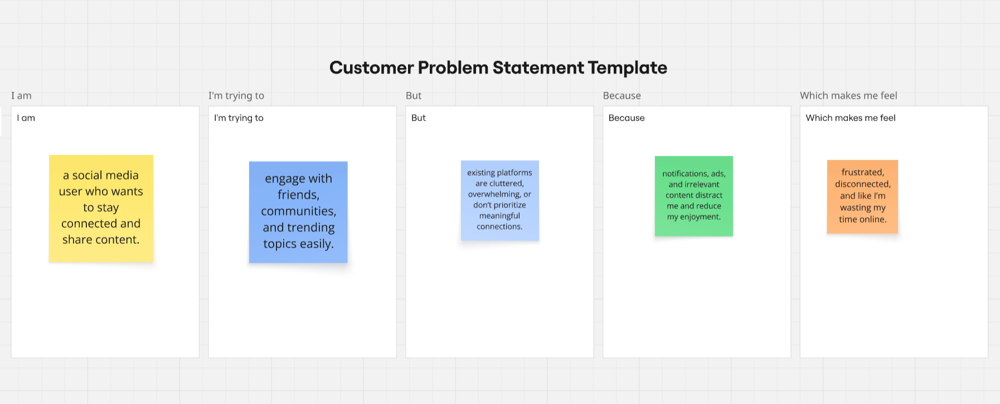 Customer Problem Statement Template
I am
I'm trying to
But
Because
Which makes me feel
I am
a social media
user who wants
to stay
connected and
share content.
I'm trying to
engage with
friends,
communities,
and trending
topics easily.
But
existing platforms
are cluttered,
overwhelming, or
don't prioritize
meaningful
connections.
Because
notifications, ads,
and irrelevant
content distract
me and reduce
my enjoyment.
Which makes me feel
frustrated,
disconnected,
and like I'm
wasting my
time online.